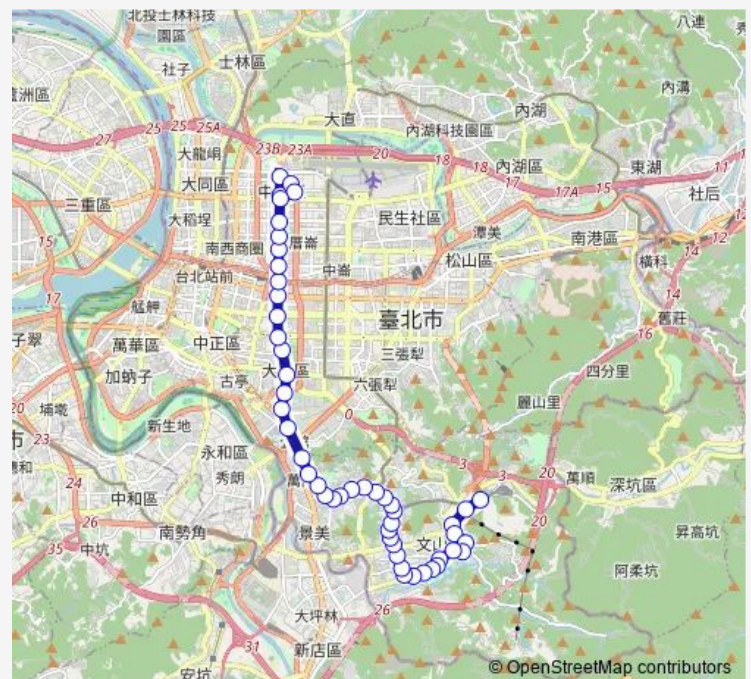 北投士林科技
園區
八連
士林區
社子
蘆洲區
內溝
大直
內湖
27
25
25
25A
內湖科技園區
23B
23A
20
18
18
內湖區
17
17A
15
東湖
11
大龍峒
大同區
中
社后
三重區
大稻埕
民生社區
潭美
南港區
14
12
15
南西商圈
厝崙
中崙
松山區
橫科
台北站前
14
17
艋舺
臺北市
16
舊莊
子翠
萬華區
中正區
三張犁
加蚋子
大
區
四分里
古亭
六張犁
麗山里
20
埔墘
新生地
0
市
23
永和區
3
3
20
萬順
24
秀朗
萬
深坑區
中和區
26
南勢角
景美
20
昇高坑
35
中坑
文山
阿柔坑
大坪林
26
31
新店區
安坑
© OpenStreetMap contributors